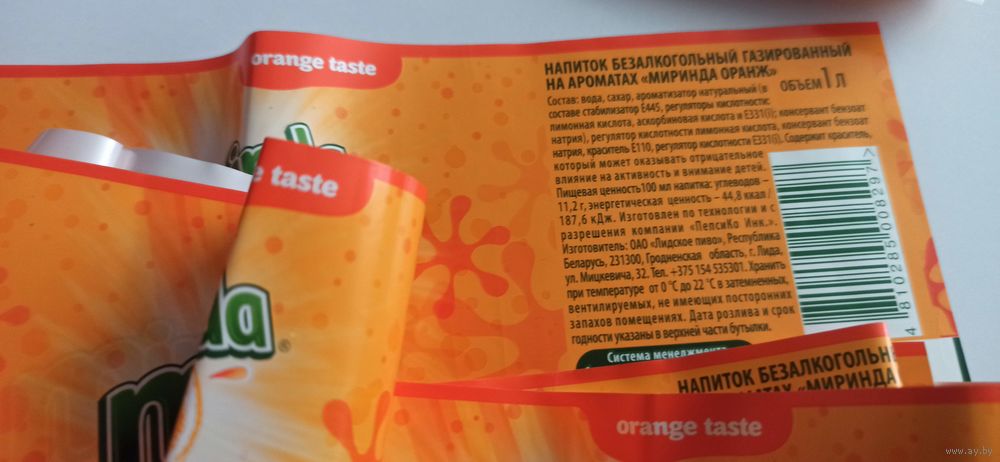 orange taste
НАПИТОК БЕЗАЛКОГОЛЬНЫЙ ГАЗИРОВАННЫЙ
НА АРОМАТАХ «МИРИНДА ОРАНЖ»
ОБЪЕМ 1 Л
Состав: вода, сахар, ароматизатор натуральный (в
составе стабилизатор Е445, регуляторы кислотности:
лимонная кислота, аскорбиновая кислота и Е331(i); консервант бензоат
натрия), регулятор кислотности лимонная кислота, консервант бензоат
натрия, краситель Е110, регулятор кислотности Е331(i). Содержит краситель,
который может оказывать отрицательное
влияние на активность и внимание детей.
Пищевая ценность 100 мл напитка: углеводов –
11,2 г, энергетическая ценность – 44,8 ккал/
187,6 кДж. Изготовлен по технологии и с
разрешения компании «ПепсиКо Инк.».
Изготовитель: ОАО «Лидское пиво», Республика
Беларусь, 231300, Гродненская область, г. Лида,
ул. Мицкевича, 32. Тел. +375 154 535301. Хранить
при температуре от 0 °С до 22 °С в затемненных,
вентилируемых, не имеющих посторонних
запахов помещениях. Дата розлива и срок
годности указаны в верхней части бутылки.
4 810285 008297 >
Система менеджмента
e taste
nda®
НАПИТОК БЕЗАЛКОГОЛЬН
МАТАХ «МИРИНДА
orange taste
www.ay.by